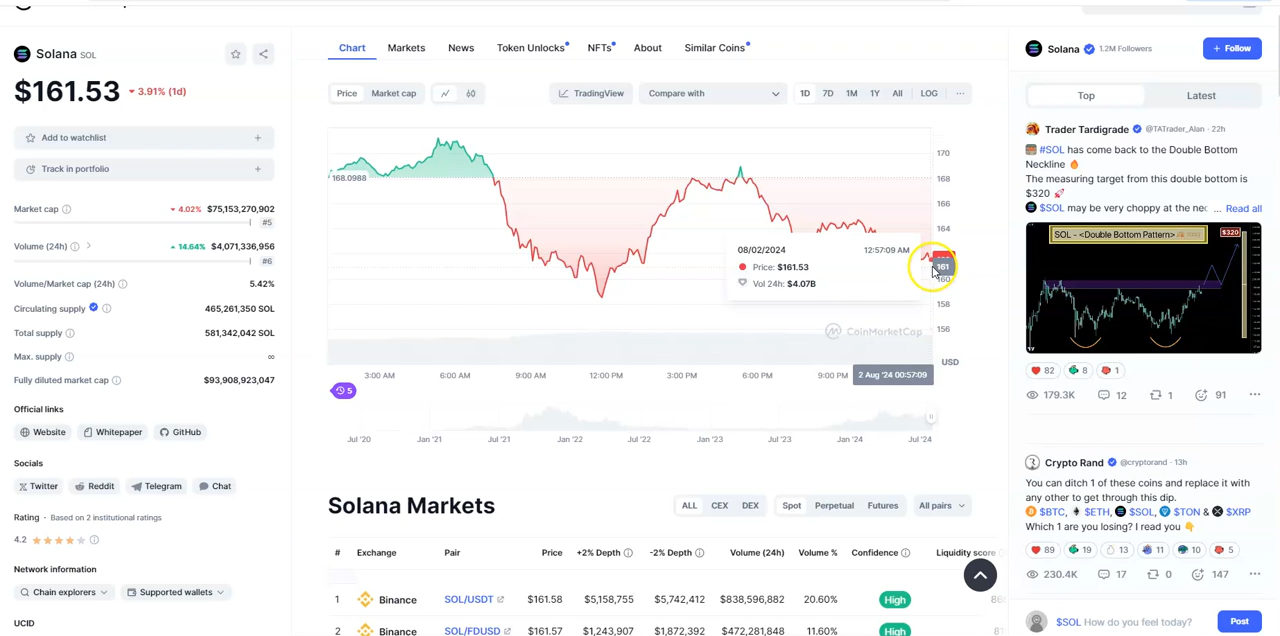 Solana SOL
$161.53 3.91% (1d)
Add to watchlist +
Track in portfolio +
Market cap 4.02% $75,153,270,902
#5
Volume (24h) > 14.64% $4,071,336,956
#6
Volume/Market cap (24h) 5.42%
Circulating supply 465,261,350 SOL
Total supply 581,342,042 SOL
Max. supply ∞
Fully diluted market cap $93,908,923,047
Official links
Website Whitepaper GitHub
Socials
Twitter Reddit Telegram Chat
Rating · Based on 2 institutional ratings
4.2
Network information
Chain explorers Supported wallets
UCID
Chart Markets News Token Unlocks NFTs About Similar Coins
Price Market cap TradingView Compare with 1D 7D 1M 1Y All LOG ...
170
168.0988 168
166
164
08/02/2024 12:57:09 AM
Price: $161.53
Vol 24h: $4.07B
161
160
158
156
CoinMarketCap
USD
3:00 AM 6:00 AM 9:00 AM 12:00 PM 3:00 PM 6:00 PM 9:00 PM 2 Aug '24 00:57:09
5
Jul '20 Jan '21 Jul '21 Jan '22 Jul '22 Jan '23 Jul '23 Jan '24 Jul '24
Solana Markets ALL CEX DEX Spot Perpetual Futures All pairs
# Exchange Pair Price +2% Depth -2% Depth Volume (24h) Volume % Confidence Liquidity score
1 Binance SOL/USDT $161.58 5,158,755 5,742,412 $838,596,882 20.60% High
2 Binance SOL/FDUSD $161.57 1,243,907 1,872,392 $472,281,848 11.60% High
Solana 1.2M Followers + Follow
Top Latest
Trader Tardigrade @TATrader_Alan · 22h
#SOL has come back to the Double Bottom
Neckline
The measuring target from this double bottom is
$320
$SOL may be very choppy at the nec ... Read all
SOL - <Double Bottom Pattern> $320
82 8 1
179.3K 12 1 91 ...
Crypto Rand @cryptorand · 13h
You can ditch 1 of these coins and replace it with
any other to get through this dip.
$BTC, $ETH, $SOL, $TON & $XRP
Which 1 are you losing? I read you
89 19 13 11 10 5
230.4K 17 0 147 ...
$SOL How do you feel today? Post